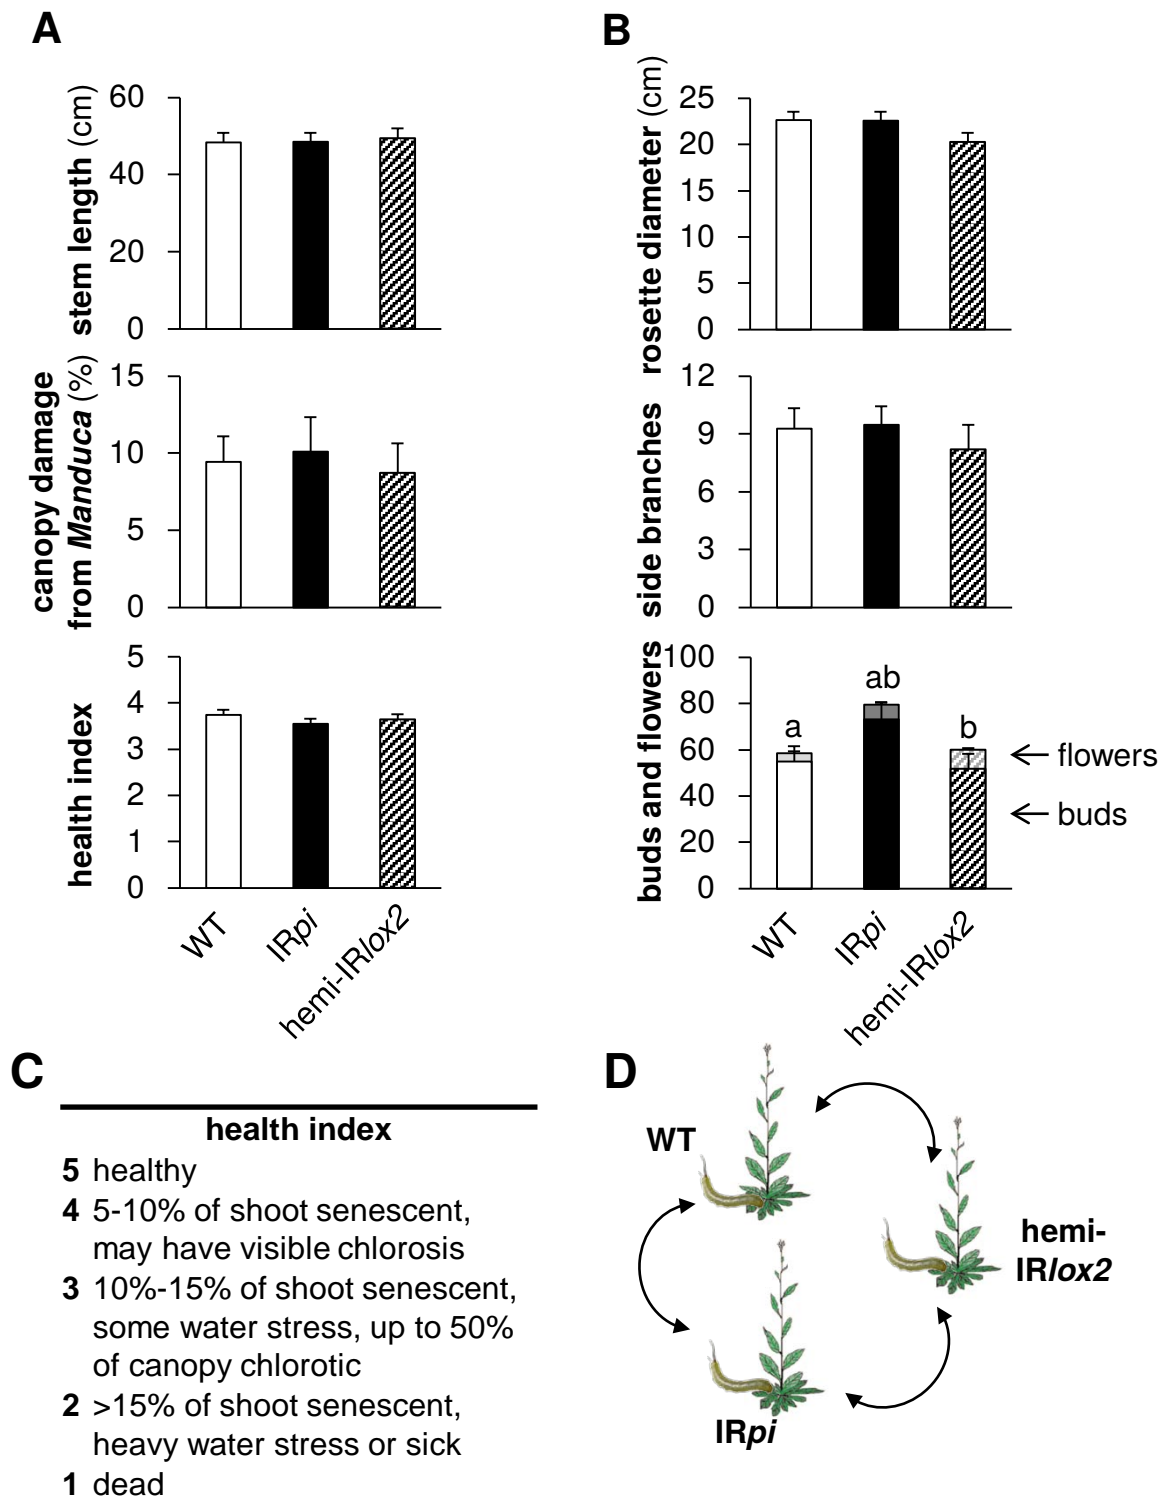 A
stem length (cm)
60
40
20
0
canopy damage
from Manduca (%)
15
10
5
0
health index
5
4
3
2
1
0
WT
IRpi
hemi-IRlox2
B
rosette diameter (cm)
25
20
15
10
5
0
side branches
12
9
6
3
0
buds and flowers
100
80
60
40
20
0
a
ab
b
flowers
buds
WT
IRpi
hemi-IRlox2
C
health index
5 healthy
4 5-10% of shoot senescent,
may have visible chlorosis
3 10%-15% of shoot senescent,
some water stress, up to 50%
of canopy chlorotic
2 >15% of shoot senescent,
heavy water stress or sick
1 dead
D
WT
hemi-
IRlox2
IRpi